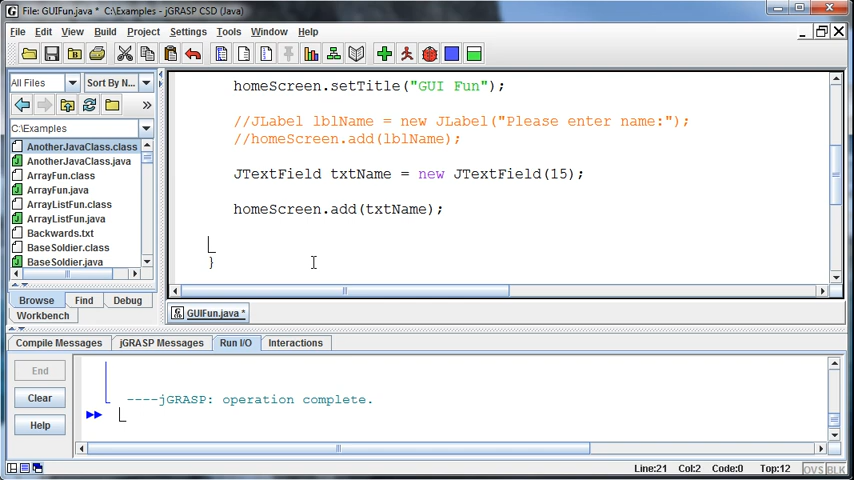 File: GUIFun.java * C:\Examples - jGRASP CSD (Java)
File Edit View Build Project Settings Tools Window Help
All Files Sort By N...
C:\Examples
AnotherJavaClass.class
AnotherJavaClass.java
ArrayFun.class
ArrayFun.java
ArrayListFun.class
ArrayListFun.java
Backwards.txt
BaseSoldier.class
BaseSoldier.java
Browse Find Debug
Workbench
homeScreen.setTitle("GUI Fun");
//JLabel lblName = new JLabel("Please enter name:");
//homeScreen.add(lblName);
JTextField txtName = new JTextField(15);
homeScreen.add(txtName);
}
GUIFun.java *
Compile Messages jGRASP Messages Run I/O Interactions
End
Clear
Help
----jGRASP: operation complete.
Line:21 Col:2 Code:0 Top:12 OVS BLK